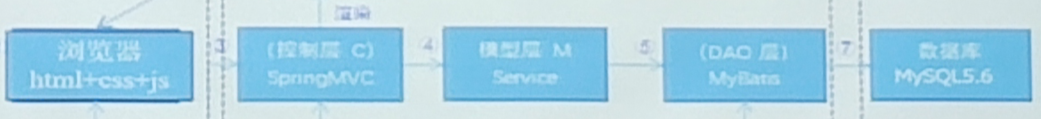 渲染
浏览器
html+css+js
3
(控制层 C)
SpringMVC
4
模型层 M
Service
5
(DAO 层)
MyBatis
7
数据库
MySQL5.6